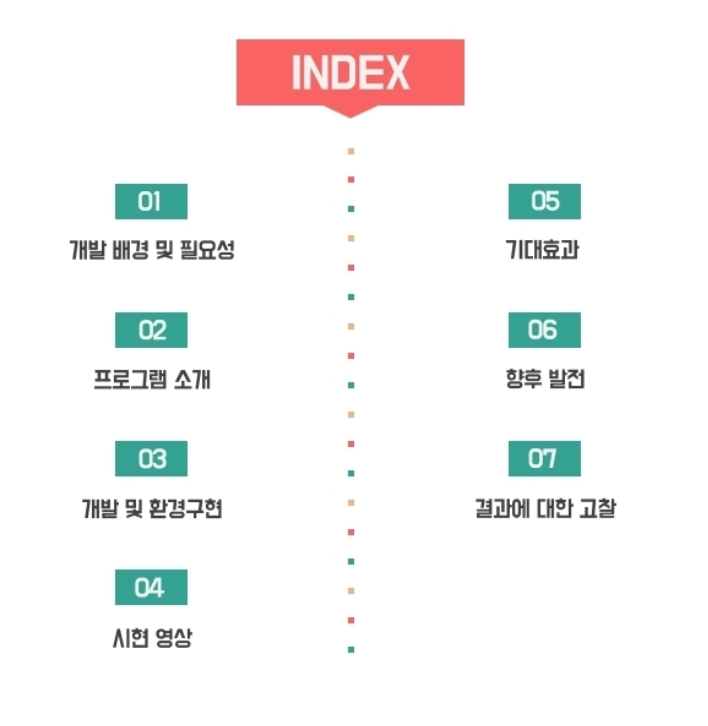 INDEX
01
개발 배경 및 필요성
02
프로그램 소개
03
개발 및 환경구현
04
시현 영상
05
기대효과
06
향후 발전
07
결과에 대한 고찰